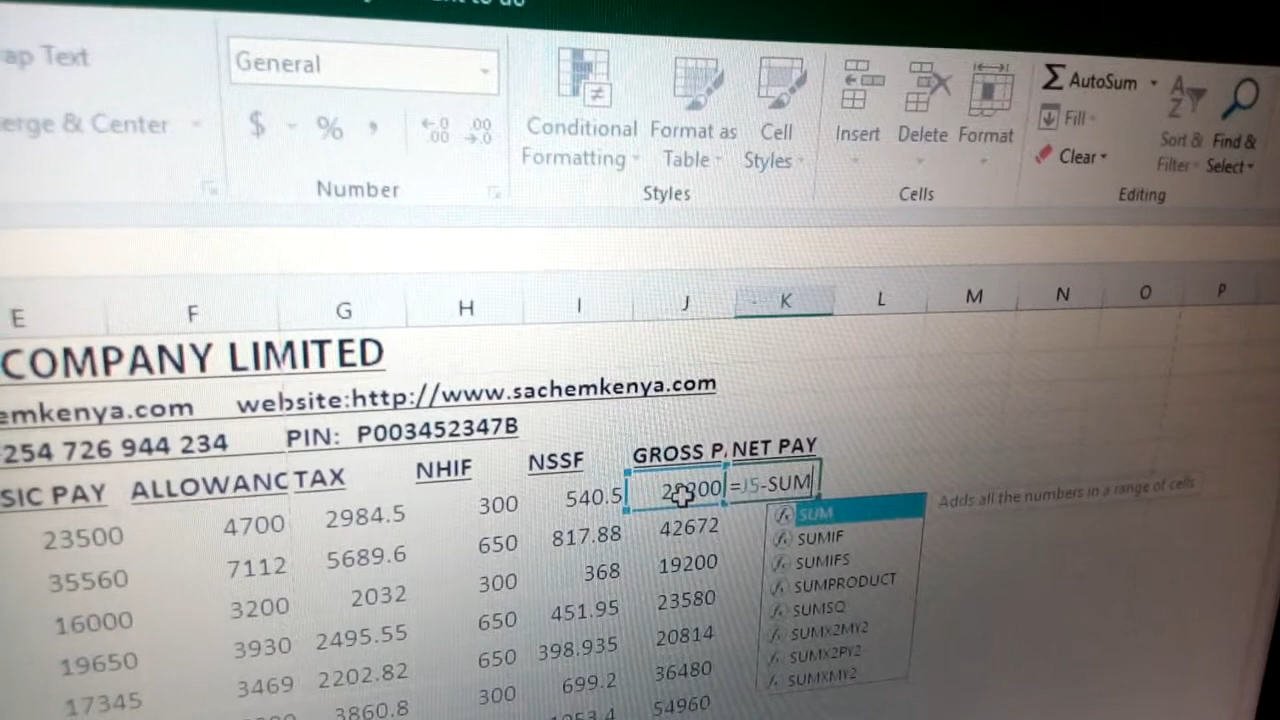 ap Text
General
erge & Center
$ % ,
Conditional Formatting
Format as Table
Cell Styles
Insert
Delete
Format
AutoSum
Fill
Clear
Sort & Filter
Find & Select
Number
Styles
Cells
Editing
E F G H I J K L M N O P
COMPANY LIMITED
emkenya.com website:http://www.sachemkenya.com
254 726 944 234 PIN: P003452347B
SIC PAY ALLOWANC TAX NHIF NSSF GROSS P. NET PAY
23500 4700 2984.5 300 540.5 =J5-SUM
35560 7112 5689.6 650 817.88 42672
16000 3200 2032 300 368 19200
19650 3930 2495.55 650 451.95 23580
17345 3469 2202.82 650 398.935 20814
3860.8 300 699.2 36480
54960
SUM
Adds all the numbers in a range of cells
SUMIF
SUMIFS
SUMPRODUCT
SUMSQ
SUMX2MY2
SUMX2PY2
SUMXMY2